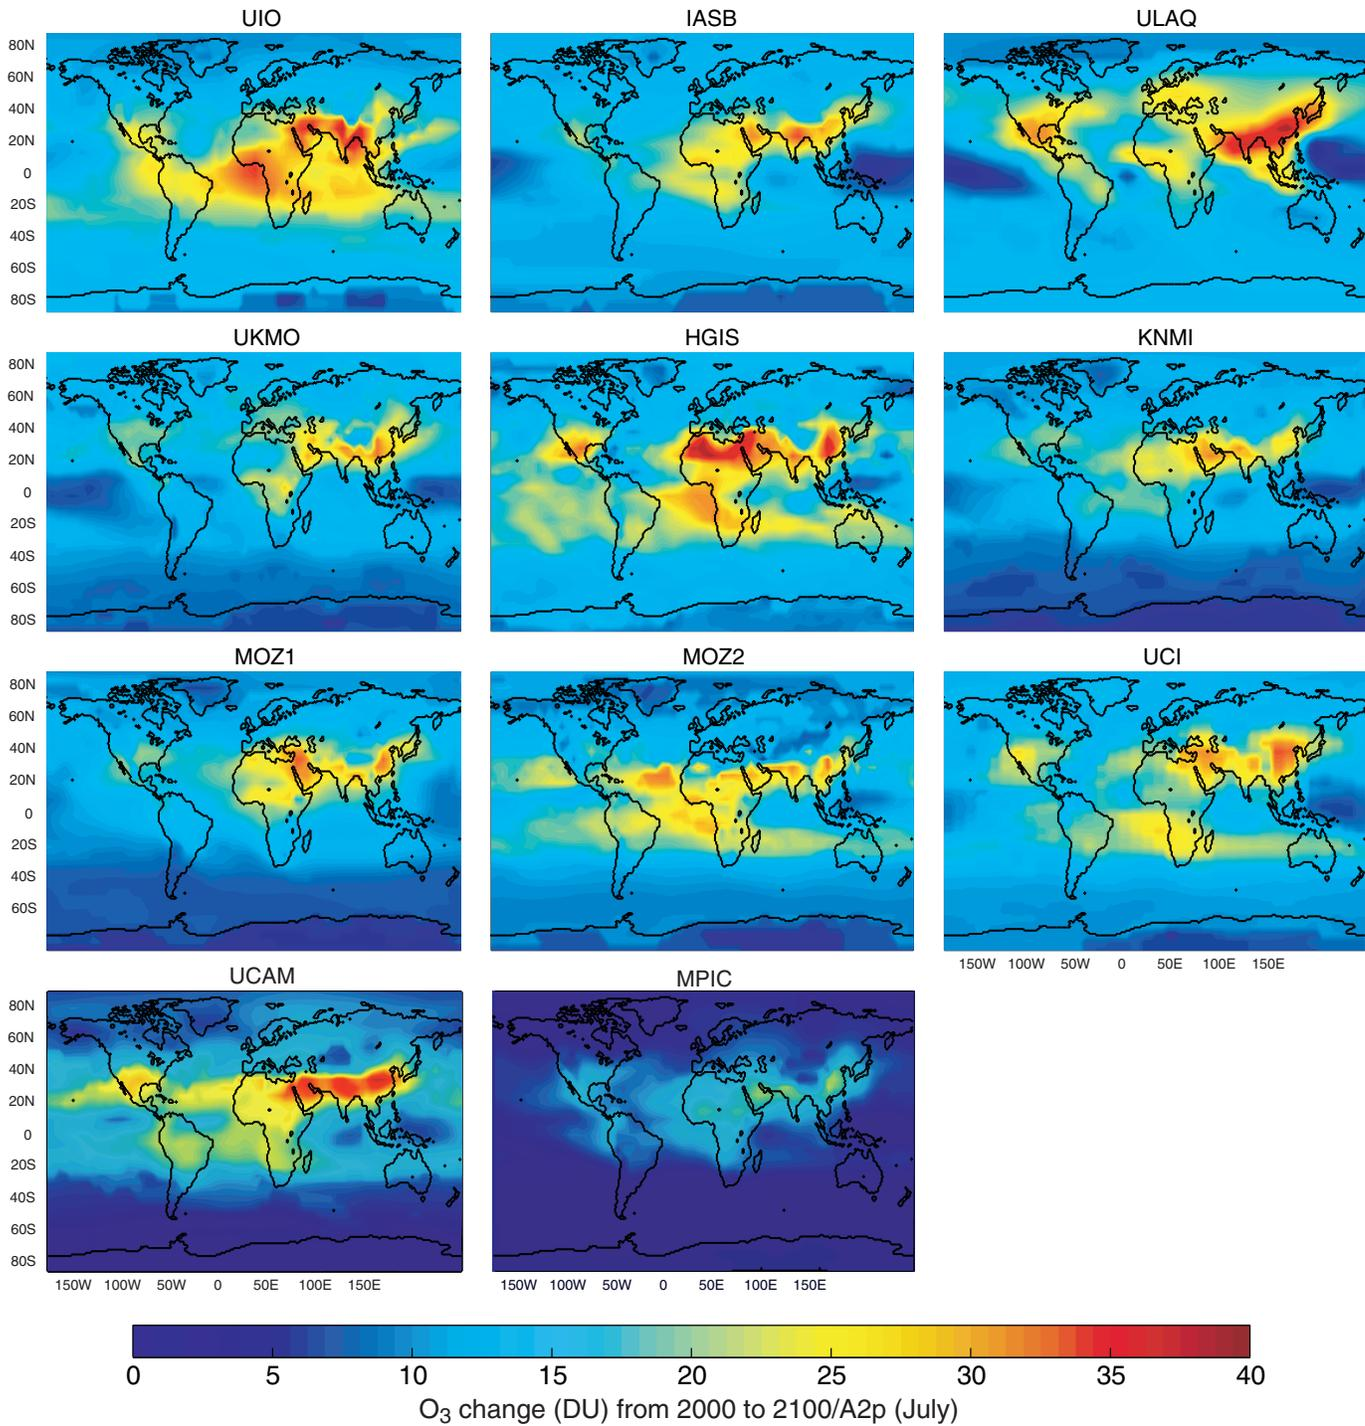 UIO IASB ULAQ
80N
60N
40N
20N
0
20S
40S
60S
80S
UKMO HGIS KNMI
80N
60N
40N
20N
0
20S
40S
60S
80S
MOZ1 MOZ2 UCI
80N
60N
40N
20N
0
20S
40S
60S
150W 100W 50W 0 50E 100E 150E
UCAM MPIC
80N
60N
40N
20N
0
20S
40S
60S
80S
150W 100W 50W 0 50E 100E 150E 150W 100W 50W 0 50E 100E 150E
0 5 10 15 20 25 30 35 40
O₃ change (DU) from 2000 to 2100/A2p (July)